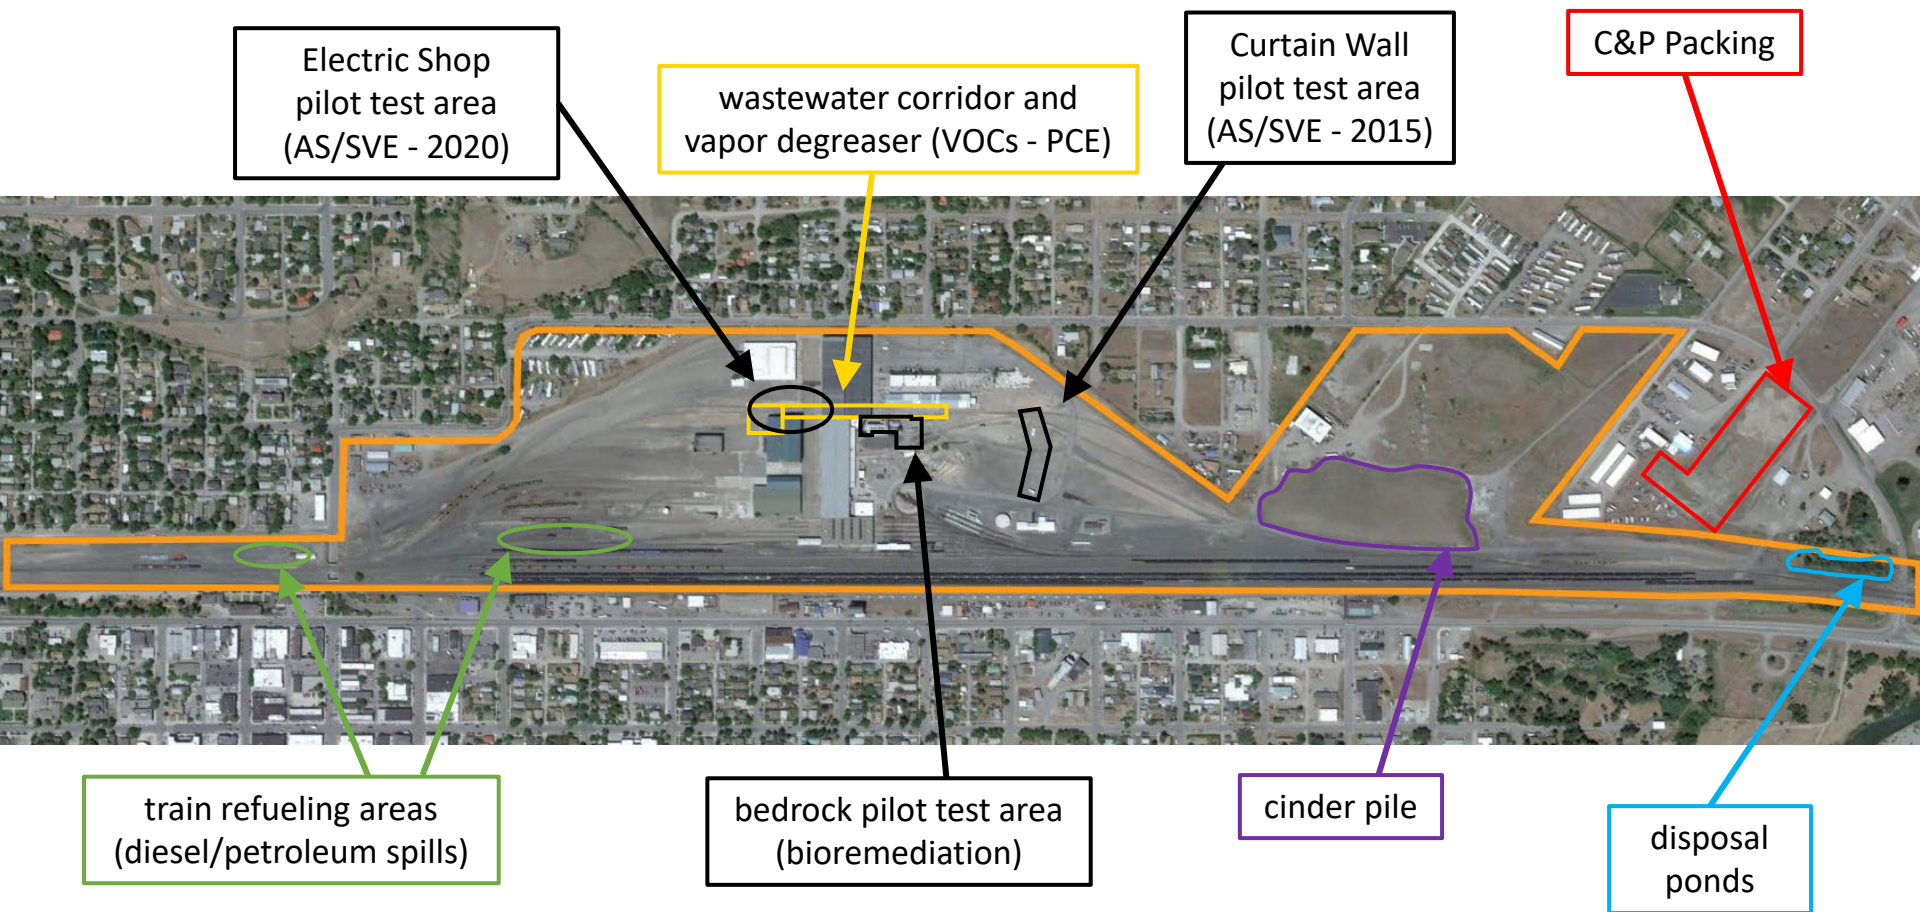 Electric Shop
pilot test area
(AS/SVE - 2020)
wastewater corridor and
vapor degreaser (VOCs - PCE)
Curtain Wall
pilot test area
(AS/SVE - 2015)
C&P Packing
train refueling areas
(diesel/petroleum spills)
bedrock pilot test area
(bioremediation)
cinder pile
disposal
ponds